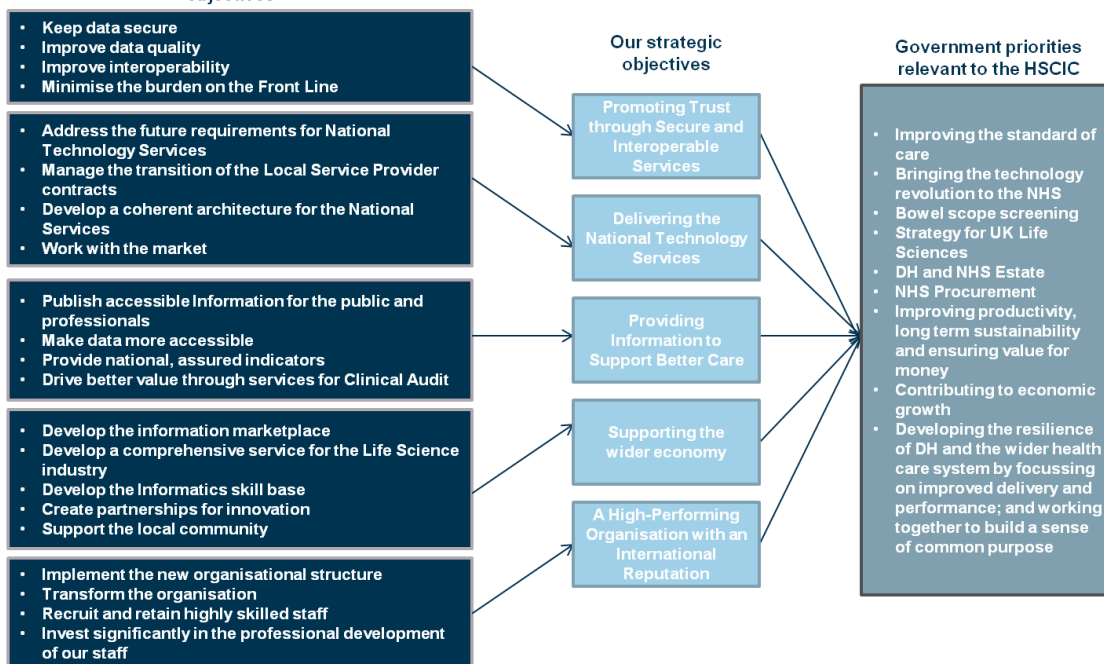 objectives
• Keep data secure
• Improve data quality
• Improve interoperability
• Minimise the burden on the Front Line
• Address the future requirements for National
Technology Services
• Manage the transition of the Local Service Provider
contracts
• Develop a coherent architecture for the National
Services
• Work with the market
• Publish accessible Information for the public and
professionals
• Make data more accessible
• Provide national, assured indicators
• Drive better value through services for Clinical Audit
• Develop the information marketplace
• Develop a comprehensive service for the Life Science
industry
• Develop the Informatics skill base
• Create partnerships for innovation
• Support the local community
• Implement the new organisational structure
• Transform the organisation
• Recruit and retain highly skilled staff
• Invest significantly in the professional development
of our staff
Our strategic
objectives
Promoting Trust
through Secure and
Interoperable
Services
Delivering the
National Technology
Services
Providing
Information to
Support Better Care
Supporting the
wider economy
A High-Performing
Organisation with an
International
Reputation
Government priorities
relevant to the HSCIC
• Improving the standard of
care
• Bringing the technology
revolution to the NHS
• Bowel scope screening
• Strategy for UK Life
Sciences
• DH and NHS Estate
• NHS Procurement
• Improving productivity,
long term sustainability
and ensuring value for
money
• Contributing to economic
growth
• Developing the resilience
of DH and the wider health
care system by focussing
on improved delivery and
performance; and working
together to build a sense
of common purpose